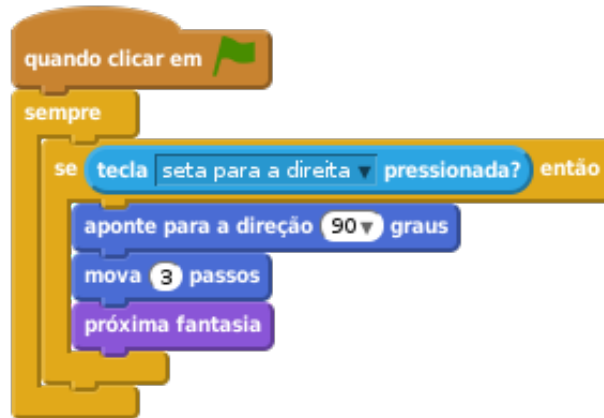 quando clicar em
sempre
se tecla seta para a direita pressionada? então
aponte para a direção 90 graus
mova 3 passos
próxima fantasia